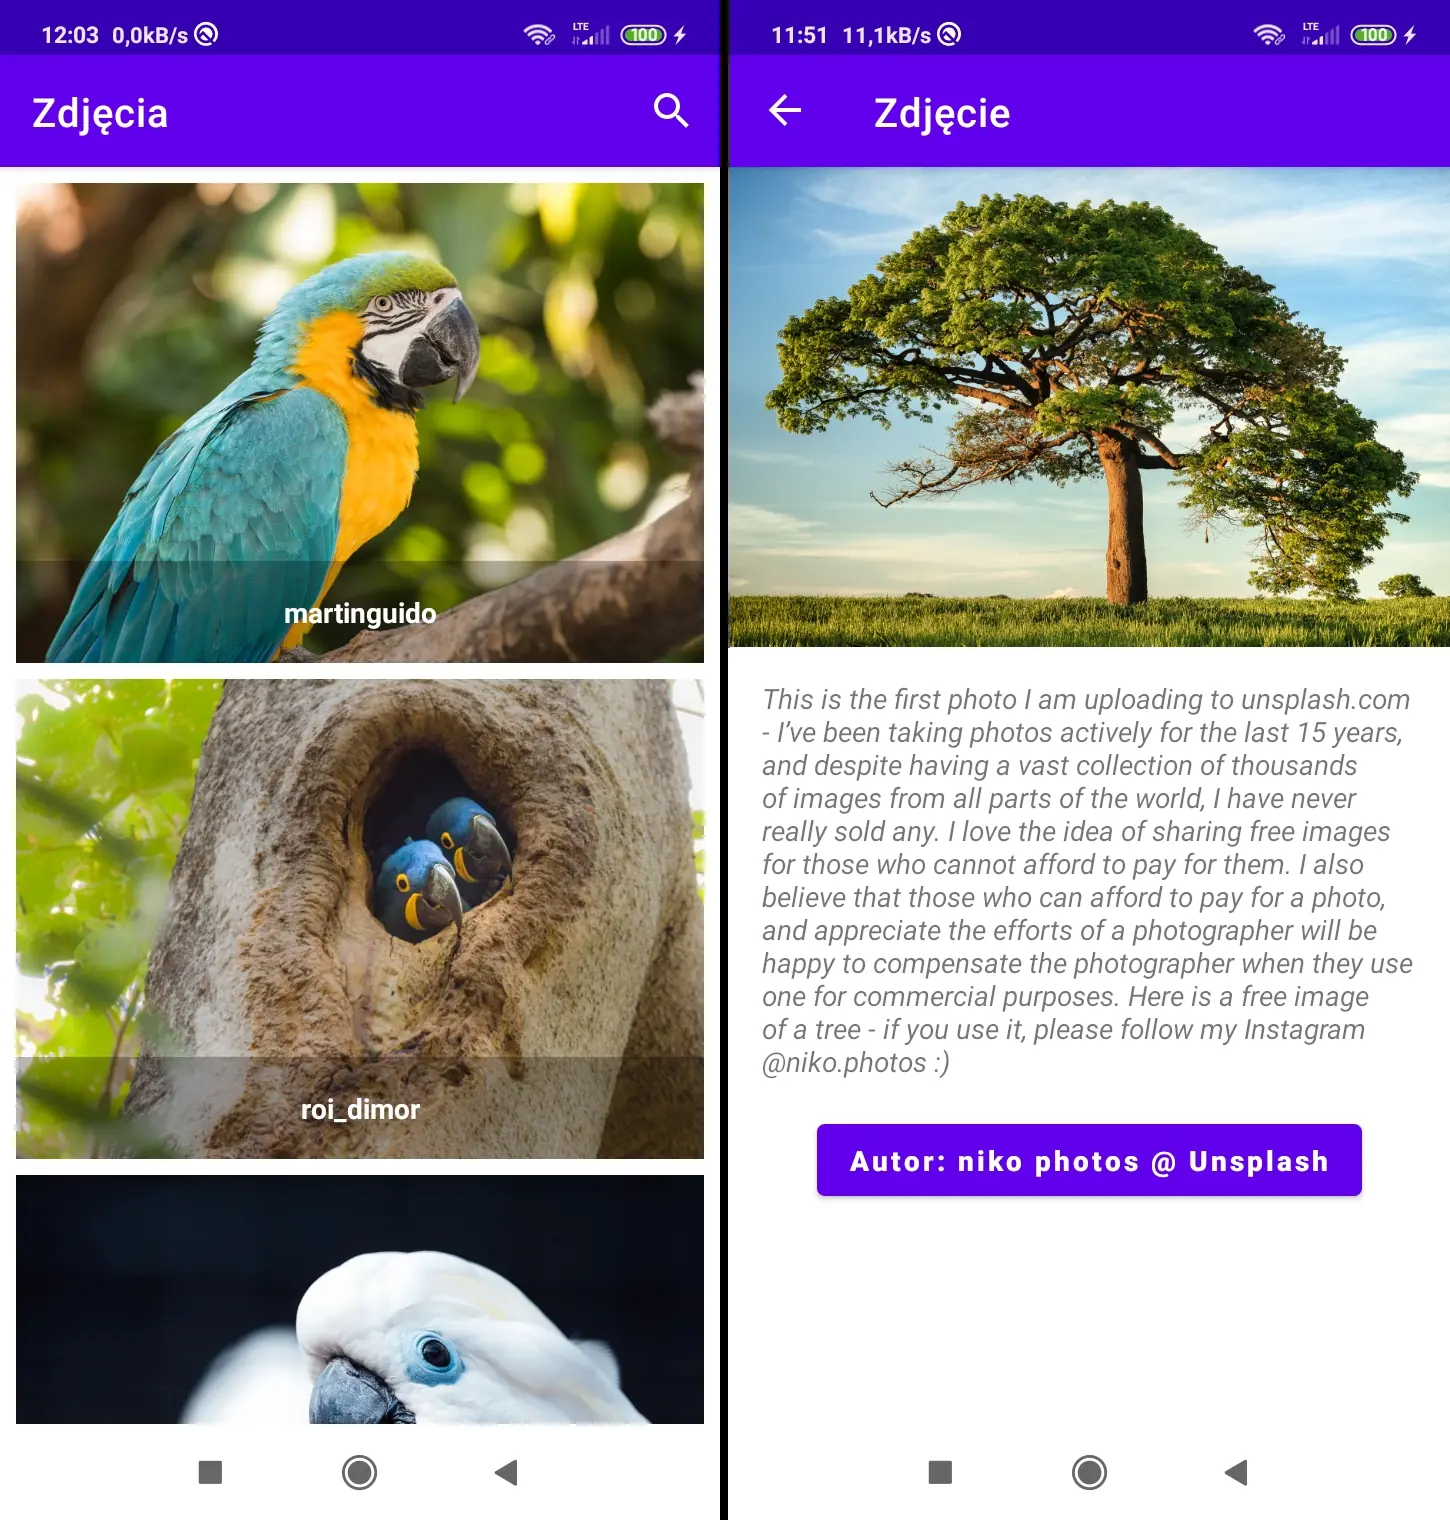 12:03 0,0kB/s
LTE
100
Zdjęcia
martinguido
roi_dimor
11:51 11,1kB/s
LTE
100
Zdjęcie
This is the first photo I am uploading to unsplash.com
- I’ve been taking photos actively for the last 15 years,
and despite having a vast collection of thousands
of images from all parts of the world, I have never
really sold any. I love the idea of sharing free images
for those who cannot afford to pay for them. I also
believe that those who can afford to pay for a photo,
and appreciate the efforts of a photographer will be
happy to compensate the photographer when they use
one for commercial purposes. Here is a free image
of a tree - if you use it, please follow my Instagram
@niko.photos :)
Autor: niko photos @ Unsplash